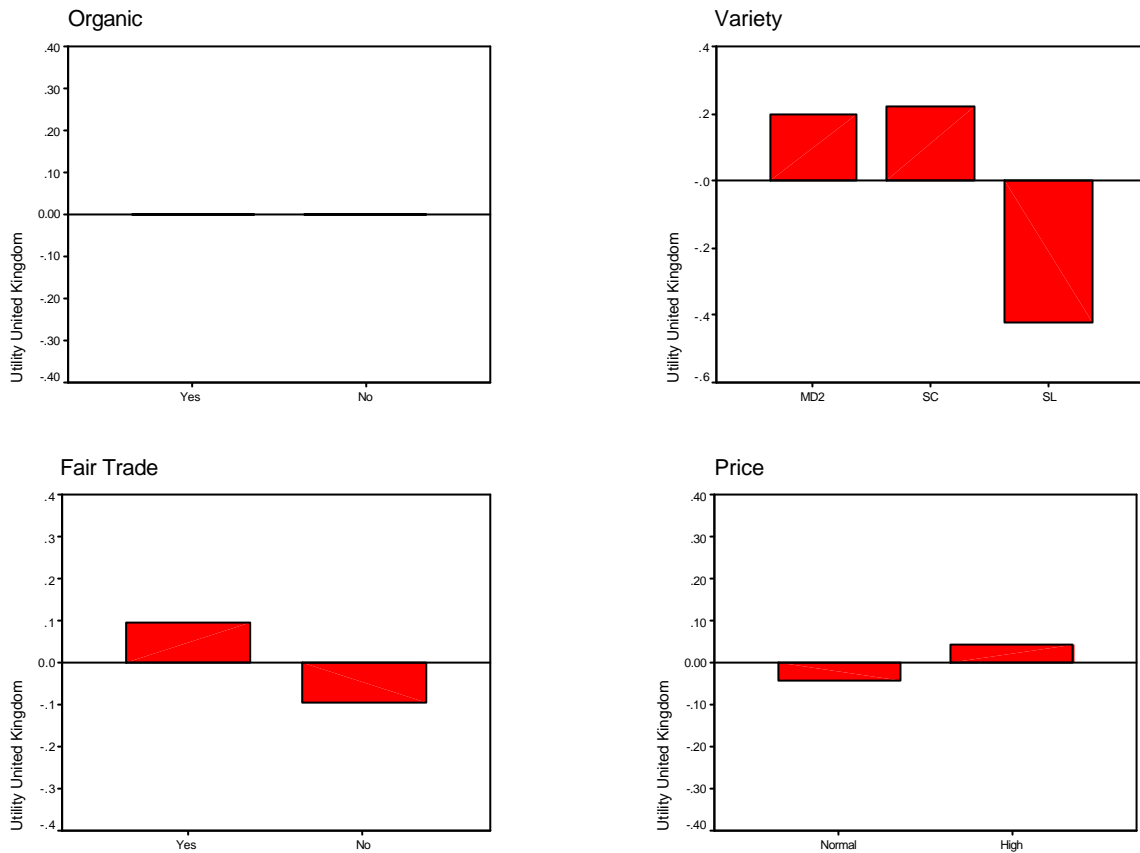 Organic
.40
.30
.20
.10
0.00
-.10
-.20
-.30
-.40
Utility United Kingdom
Yes No
Variety
.4
.2
-.0
-.2
-.4
-.6
Utility United Kingdom
MD2 SC SL
Fair Trade
.4
.3
.2
.1
0.0
-.1
-.2
-.3
-.4
Utility United Kingdom
Yes No
Price
.40
.30
.20
.10
0.00
-.10
-.20
-.30
-.40
Utility United Kingdom
Normal High